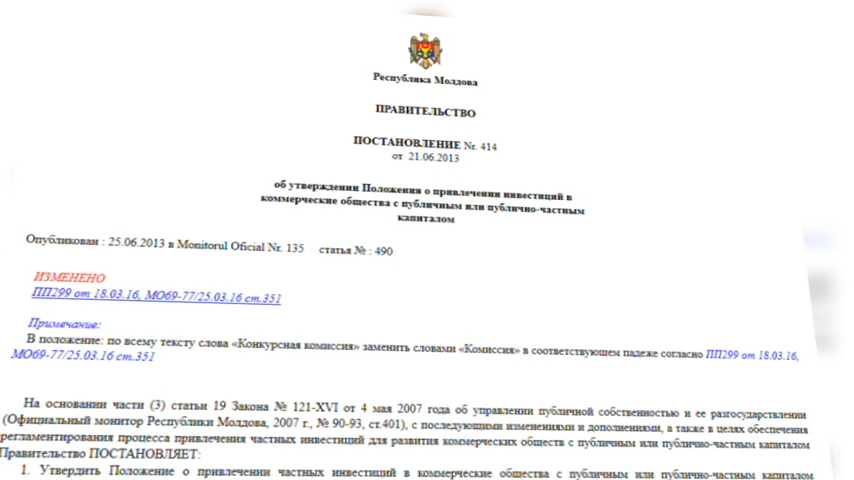 Республика Молдова
ПРАВИТЕЛЬСТВО
ПОСТАНОВЛЕНИЕ Nr. 414
от 21.06.2013
об утверждении Положения о привлечении инвестиций в
коммерческие общества с публичным или публично-частным
капиталом
Опубликован : 25.06.2013 в Monitorul Oficial Nr. 135 статья № : 490
ИЗМЕНЕНО
ПП299 от 18.03.16, МО69-77/25.03.16 ст.351
Примечание:
В положение: по всему тексту слова «Конкурсная комиссия» заменить словами «Комиссия» в соответствующем падеже согласно ПП299 от 18.03.16,
МО69-77/25.03.16 ст.351
На основании части (3) статьи 19 Закона № 121-XVI от 4 мая 2007 года об управлении публичной собственностью и ее разгосударствлении
(Официальный монитор Республики Молдова, 2007 г., № 90-93, ст.401), с последующими изменениями и дополнениями, а также в целях обеспечения
регламентирования процесса привлечения частных инвестиций для развития коммерческих обществ с публичным или публично-частным капиталом
Правительство ПОСТАНОВЛЯЕТ:
1. Утвердить Положение о привлечении частных инвестиций в коммерческие общества с публичным или публично-частным капиталом